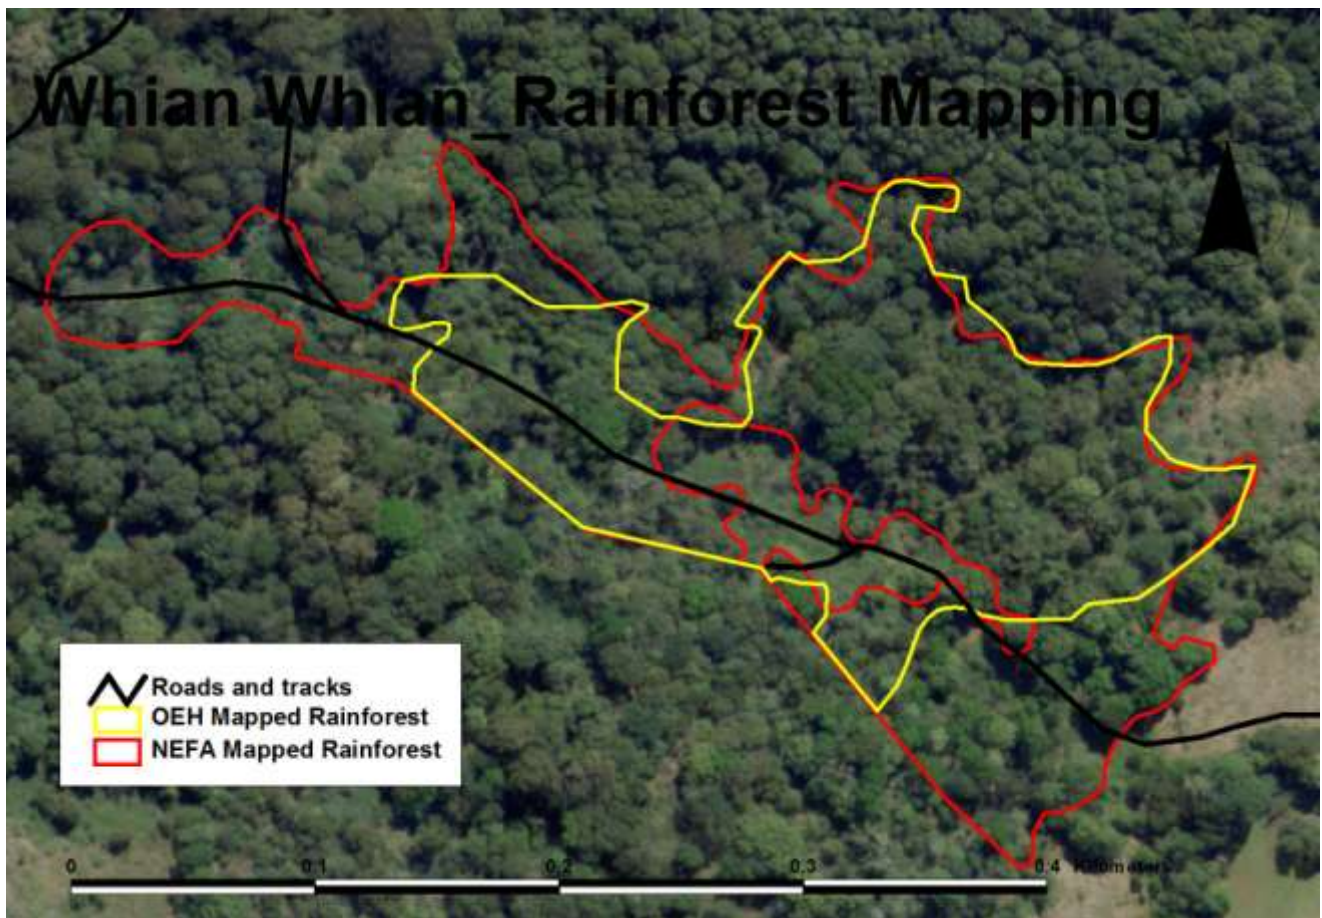 Whian Whian_Rainforest Mapping
Roads and tracks
OEH Mapped Rainforest
NEFA Mapped Rainforest
0 0.1 0.2 0.3 0.4 Kilometers